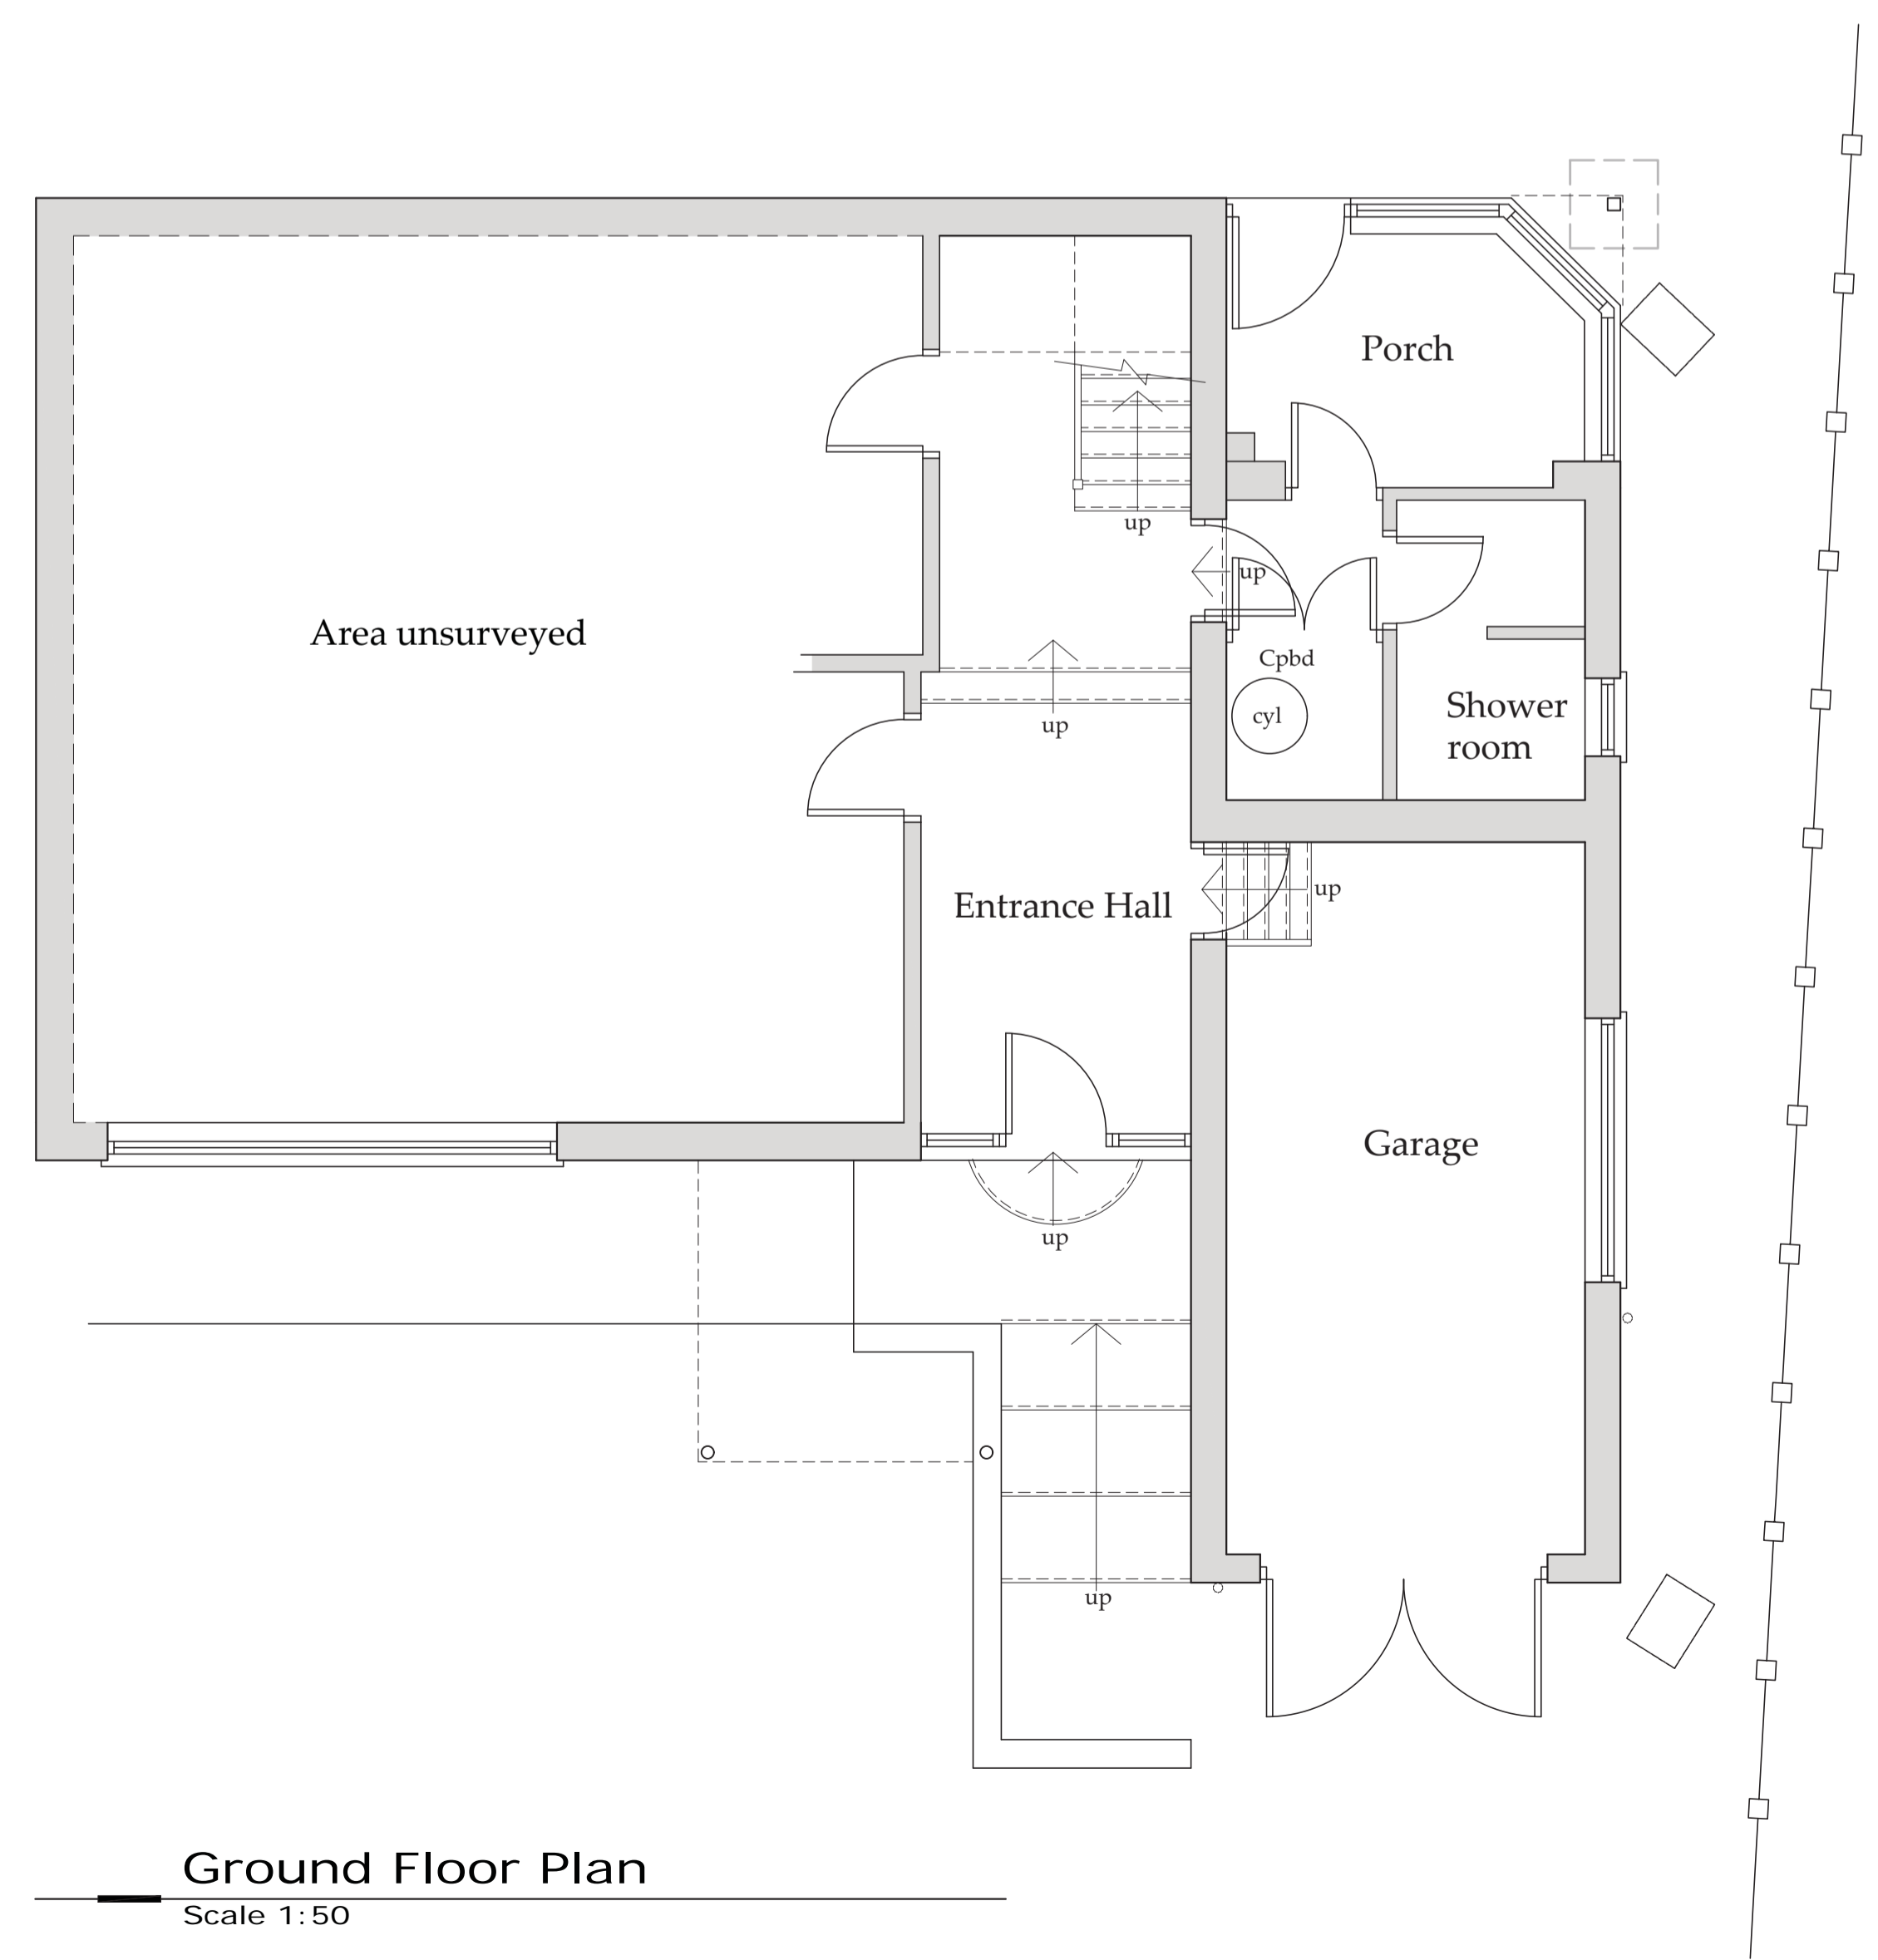 Porch
up
up
Area unsurveyed
Cpbd
cyl
Shower
room
up
up
Entrance Hall
Garage
up
up
Ground Floor Plan
Scale 1:50